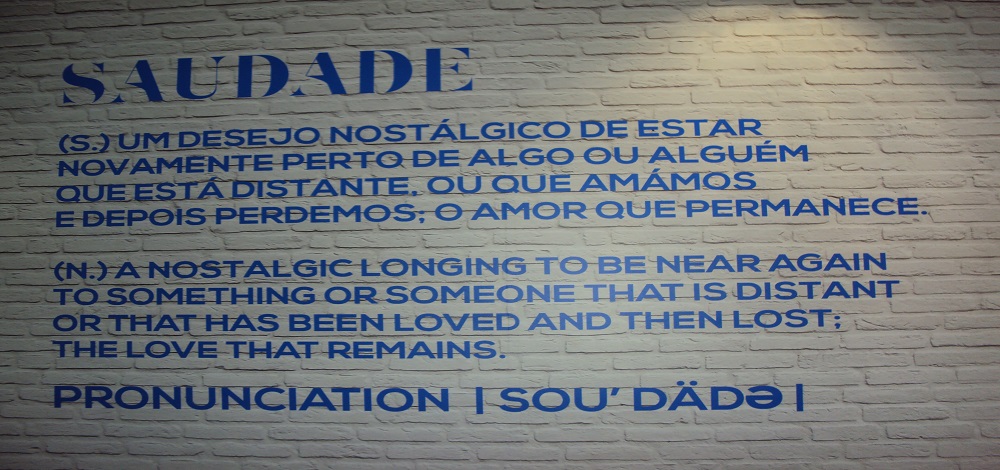 SAUDADE
(S.) UM DESEJO NOSTÁLGICO DE ESTAR
NOVAMENTE PERTO DE ALGO OU ALGUÉM
QUE ESTÁ DISTANTE, OU QUE AMÁMOS
E DEPOIS PERDEMOS; O AMOR QUE PERMANECE.
(N.) A NOSTALGIC LONGING TO BE NEAR AGAIN
TO SOMETHING OR SOMEONE THAT IS DISTANT
OR THAT HAS BEEN LOVED AND THEN LOST;
THE LOVE THAT REMAINS.
PRONUNCIATION | SOU' DÄDƏ |